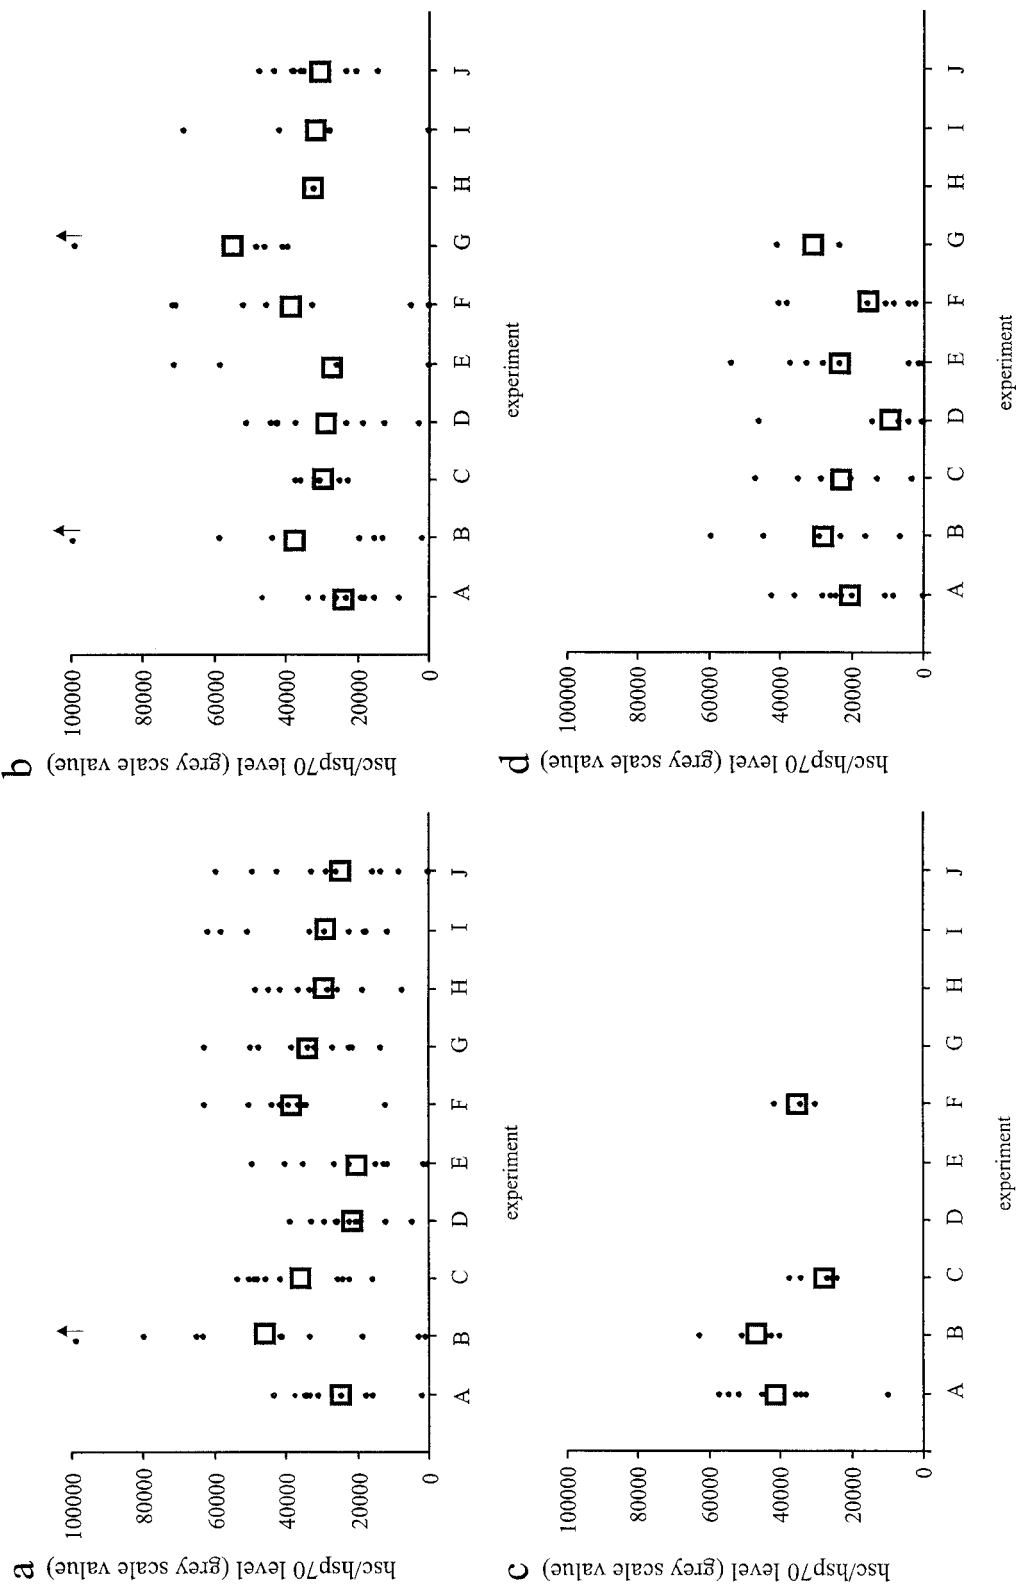 a
hsc/hsp70 level (grey scale value)
100000
80000
60000
40000
20000
0
A B C D E F G H I J
experiment
b
hsc/hsp70 level (grey scale value)
100000
80000
60000
40000
20000
0
A B C D E F G H I J
experiment
c
hsc/hsp70 level (grey scale value)
100000
80000
60000
40000
20000
0
A B C D E F G H I J
experiment
d
hsc/hsp70 level (grey scale value)
100000
80000
60000
40000
20000
0
A B C D E F G H I J
experiment